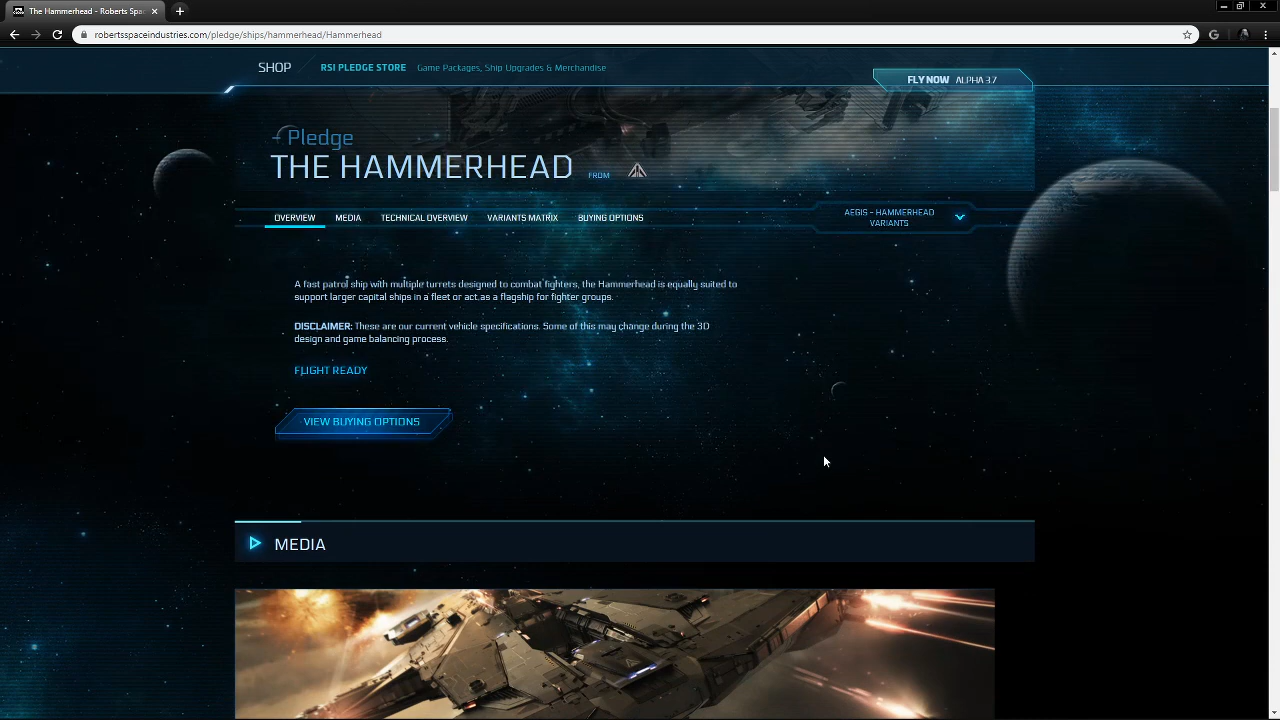 The Hammerhead - Roberts Spac
robertsspaceindustries.com/pledge/ships/hammerhead/Hammerhead
SHOP
RSI PLEDGE STORE Game Packages, Ship Upgrades & Merchandise
FLY NOW ALPHA 3.7
Pledge
THE HAMMERHEAD FROM
OVERVIEW MEDIA TECHNICAL OVERVIEW VARIANTS MATRIX BUYING OPTIONS
AEGIS - HAMMERHEAD
VARIANTS
A fast patrol ship with multiple turrets designed to combat fighters, the Hammerhead is equally suited to
support larger capital ships in a fleet or act as a flagship for fighter groups.
DISCLAIMER: These are our current vehicle specifications. Some of this may change during the 3D
design and game balancing process.
FLIGHT READY
VIEW BUYING OPTIONS
MEDIA